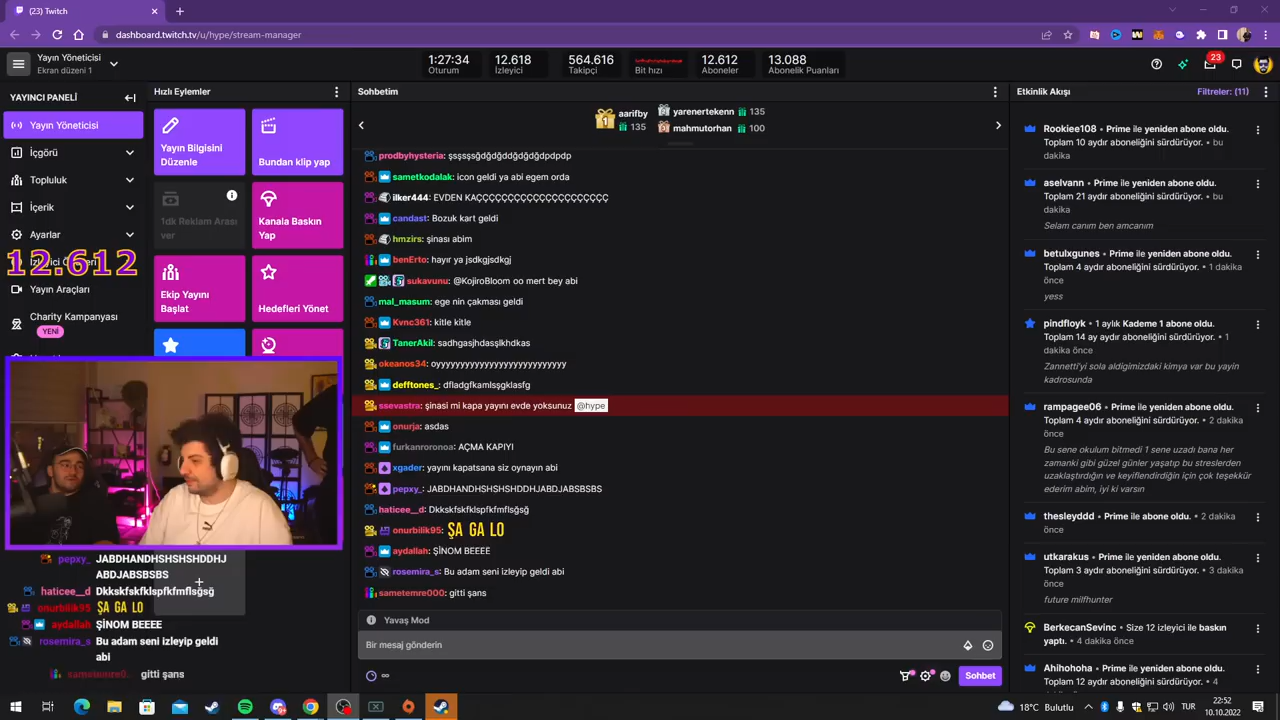 (23) Twitch
dashboard.twitch.tv/u/hype/stream-manager
Yayın Yöneticisi
Ekran düzeni 1
1:27:34
Oturum
12.618
İzleyici
564.616
Takipçi
Bit hızı
12.612
Aboneler
13.088
Abonelik Puanları
23
YAYINCI PANELİ
Yayın Yöneticisi
İçgörü
Topluluk
İçerik
Ayarlar
12.612
Yayın Araçları
Charity Kampanyası
YENİ
Hızlı Eylemler
Yayın Bilgisini
Düzenle
Bundan klip yap
1dk Reklam Arası
ver
Kanala Baskın
Yap
Ekip Yayını
Başlat
Hedefleri Yönet
pepxy_ JABDHANDHSHSHSHDDHJ
ABDJABSBSBS
haticee__d Dkkskfskfklspfkfmflsğsğ
onurbilik95 ŞA GA LO
aydallah ŞİNOM BEEEE
rosemira_s Bu adam seni izleyip geldi
abi
sametemre0.. gitti şans
Sohbetim
1
aarifby
135
yarenertekenn 135
mahmutorhan 100
prodbyhysteria: şsşsşsğdğdğddğdğdğdpdpdp
sametkodalak: icon geldi ya abi egem orda
ilker444: EVDEN KAÇÇÇÇÇÇÇÇÇÇÇÇÇÇÇÇÇÇÇÇ
candast: Bozuk kart geldi
hmzirs: şinası abim
benErto: hayır ya jsdkgjsdkgj
sukavunu: @KojiroBloom oo mert bey abi
mal_masum: ege nin çakması geldi
Kvnc361: kitle kitle
TanerAkil: sadhgasjhdasşlkhdkas
okeanos34: oyyyyyyyyyyyyyyyyyyyyyyyyyy
defftones_: dfladgfkamlsşgklasfg
ssevastra: şinasi mi kapa yayını evde yoksunuz @hype
onurja: asdas
furkanroronoa: AÇMA KAPIYI
xgader: yayını kapatsana siz oynayın abi
pepxy_: JABDHANDHSHSHSHDDHJABDJABSBSBS
haticee__d: Dkkskfskfklspfkfmflsğsğ
onurbilik95: ŞA GA LO
aydallah: ŞİNOM BEEEE
rosemira_s: Bu adam seni izleyip geldi abi
sametemre000: gitti şans
Yavaş Mod
Bir mesaj gönderin
Sohbet
Etkinlik Akışı
Filtreler: (11)
Rookiee108 • Prime ile yeniden abone oldu.
Toplam 10 aydır aboneliğini sürdürüyor. • bu
dakika
aselvann • Prime ile yeniden abone oldu.
Toplam 21 aydır aboneliğini sürdürüyor. • bu
dakika
Selam canım ben amcanım
betulxgunes • Prime ile yeniden abone oldu.
Toplam 4 aydır aboneliğini sürdürüyor. • 1 dakika
önce
yess
pindfloyk • 1 aylık Kademe 1 abone oldu.
Toplam 14 ay aydır aboneliğini sürdürüyor. • 1
dakika önce
Zannetti'yi sola aldigimizdaki kimya var bu yayin
kadrosunda
rampagee06 • Prime ile yeniden abone oldu.
Toplam 4 aydır aboneliğini sürdürüyor. • 2
dakika önce
Bu sene okulum bitmedi 1 sene uzadı bana her
zamanki gibi güzel günler yaşatıp bu streslerden
uzaklaştırdığın ve keyiflendirdiğin için çok teşekkür
ederim abim, iyi ki varsın
thesleyddd • Prime ile abone oldu. • 2 dakika
önce
utkarakus • Prime ile yeniden abone oldu.
Toplam 3 aydır aboneliğini sürdürüyor. • 3
dakika önce
future milfhunter
BerkecanSevinc • Size 12 izleyici ile baskın
yaptı. • 4 dakika önce
Ahihohoha • Prime ile yeniden abone oldu.
Toplam 12 aydır aboneliğini sürdürüyor. • 4
18°C Bulutlu
TUR
22:52
10.10.2022